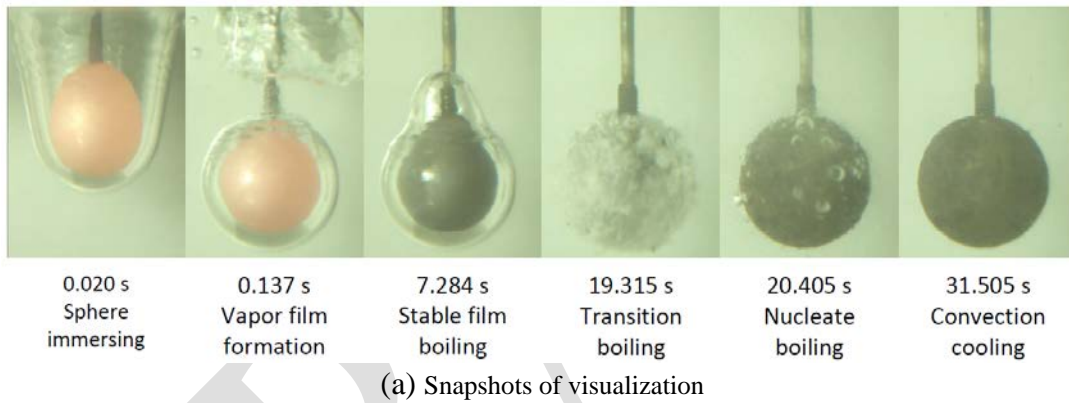 0.020 s
Sphere
immersing
0.137 s
Vapor film
formation
7.284 s
Stable film
boiling
19.315 s
Transition
boiling
20.405 s
Nucleate
boiling
31.505 s
Convection
cooling
(a) Snapshots of visualization